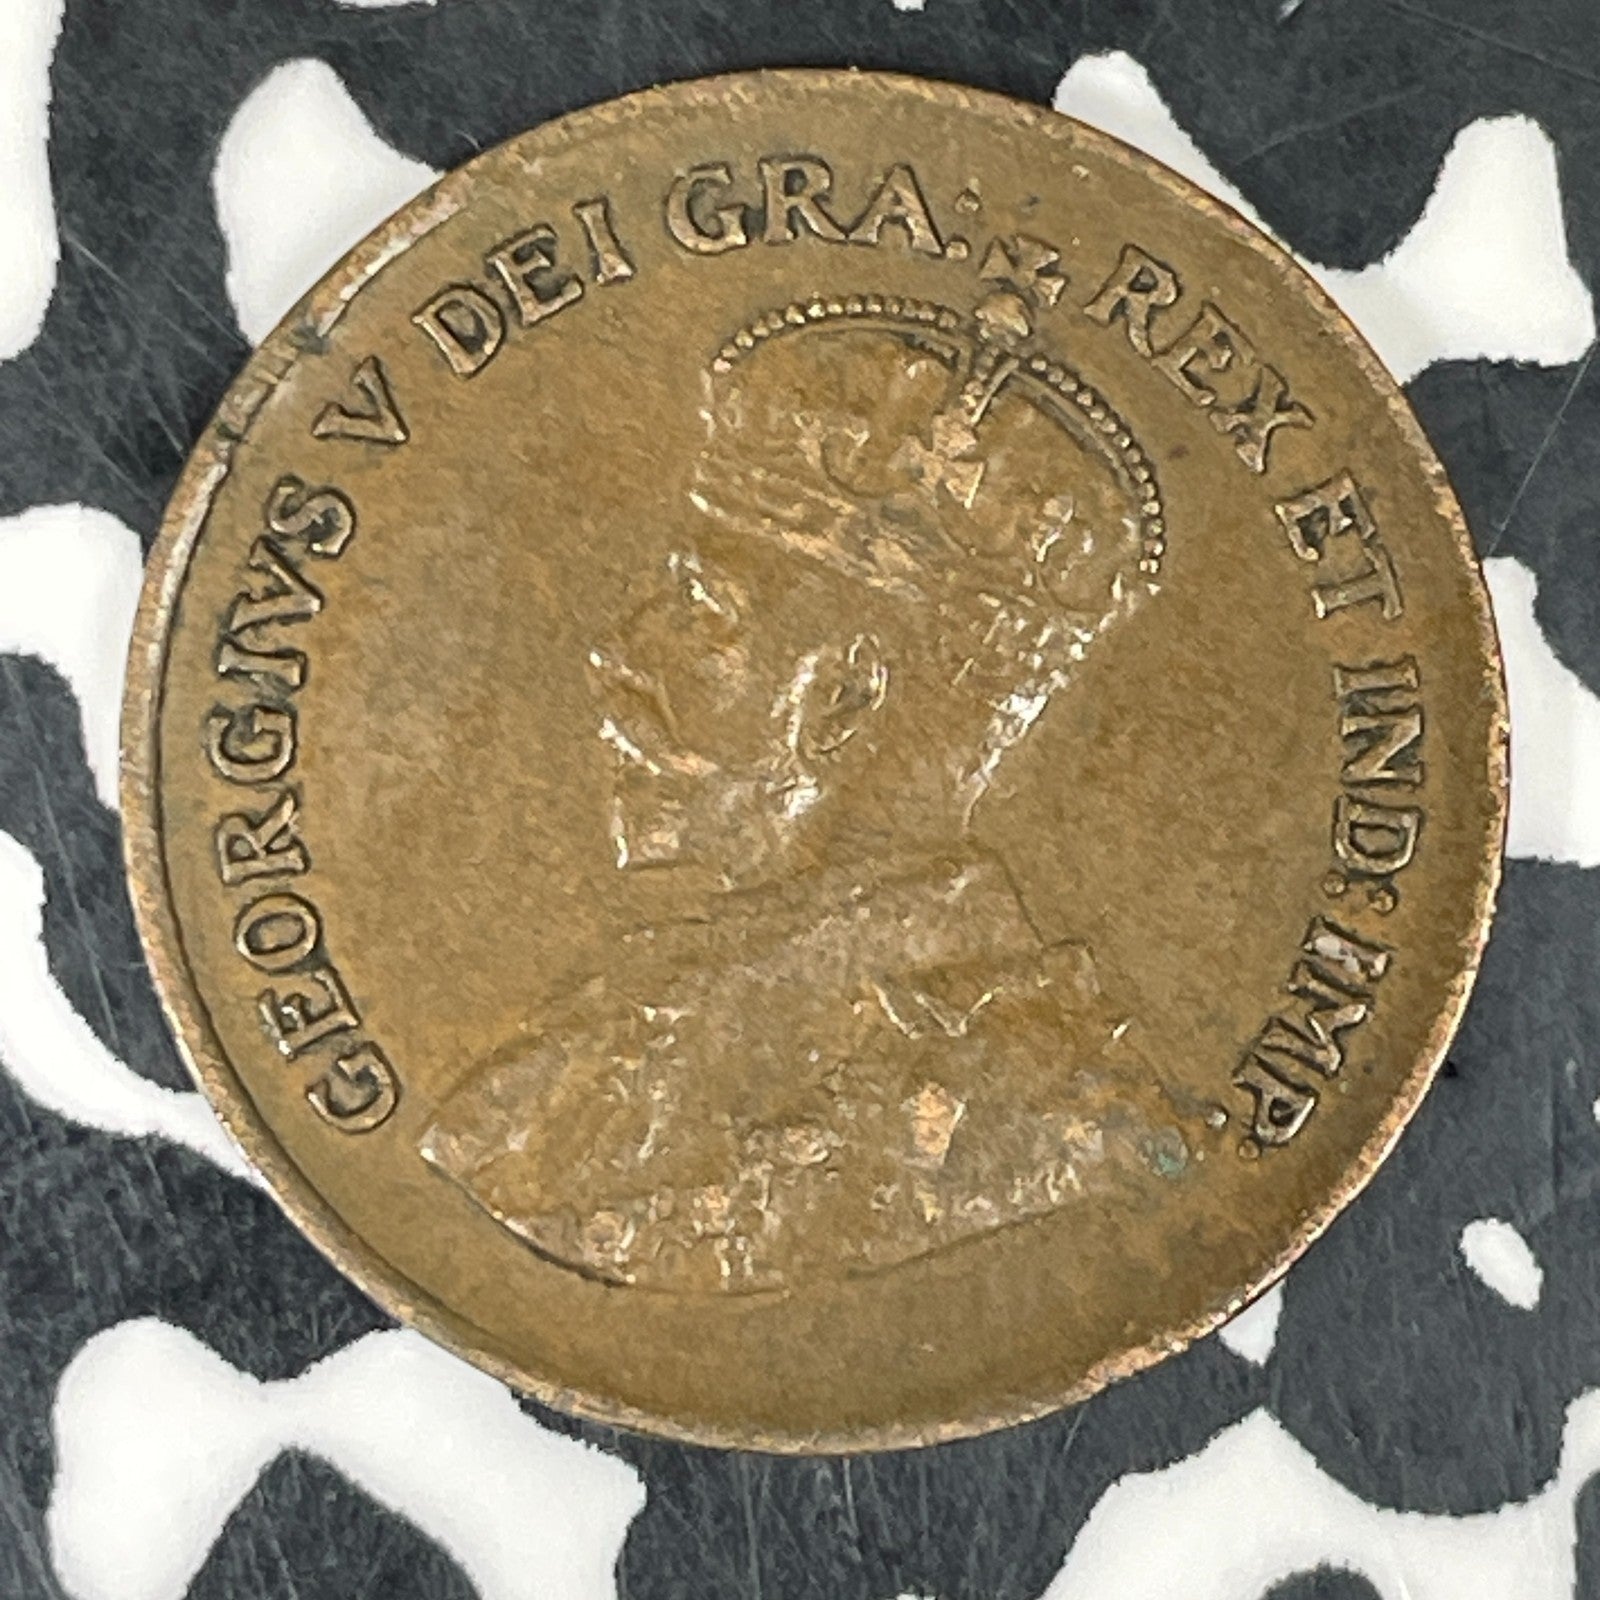 GEORGIVS V DEI GRA: REX ET IND: IMP: